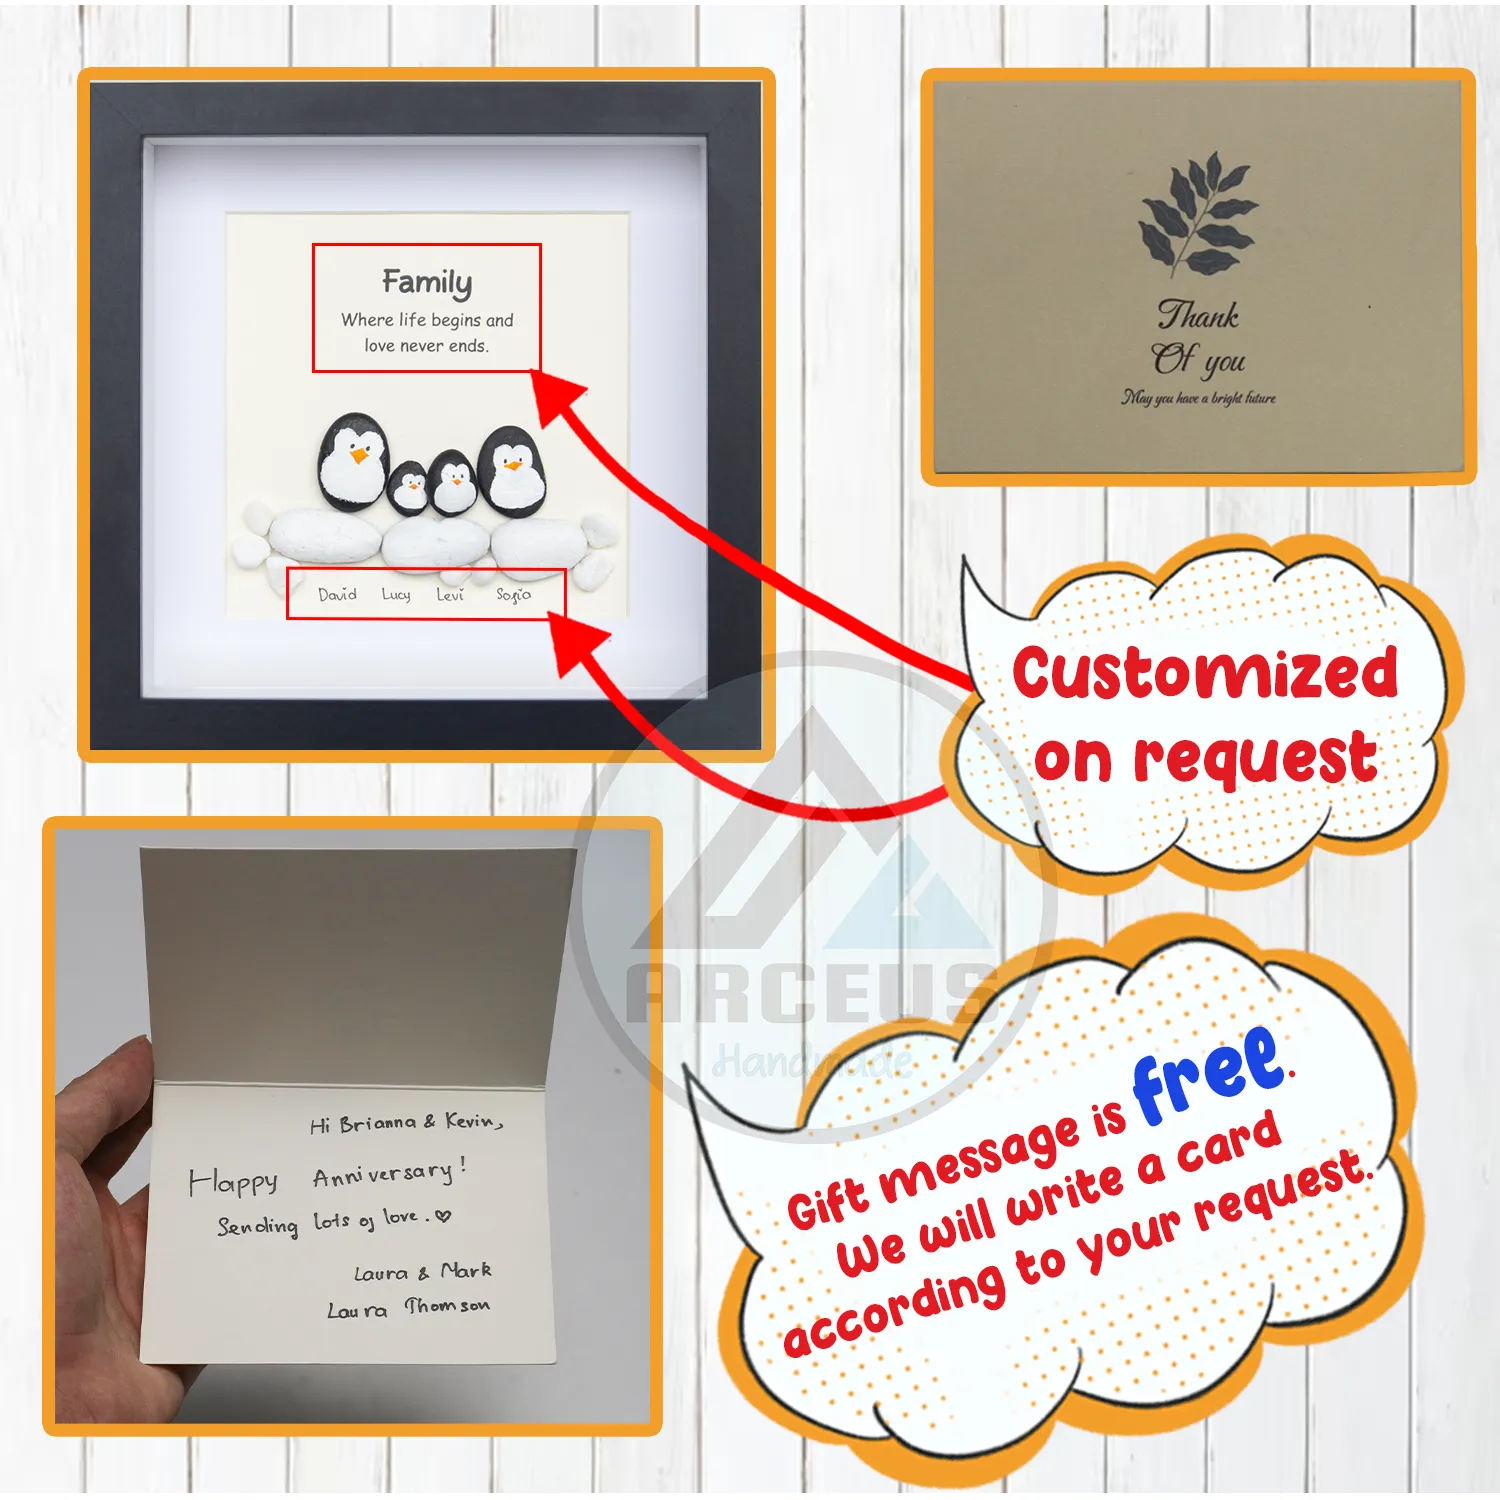 Family
Where life begins and
love never ends.
David Lucy Levi Sofia
Thank
Of you
May you have a bright future
Customized
on request
ARCEUS
Handmade
Hi Brianna & Kevin,
Happy Anniversary!
Sending lots of love. ♡
Laura & Mark
Laura Thomson
Gift message is free.
We will write a card
according to your request.